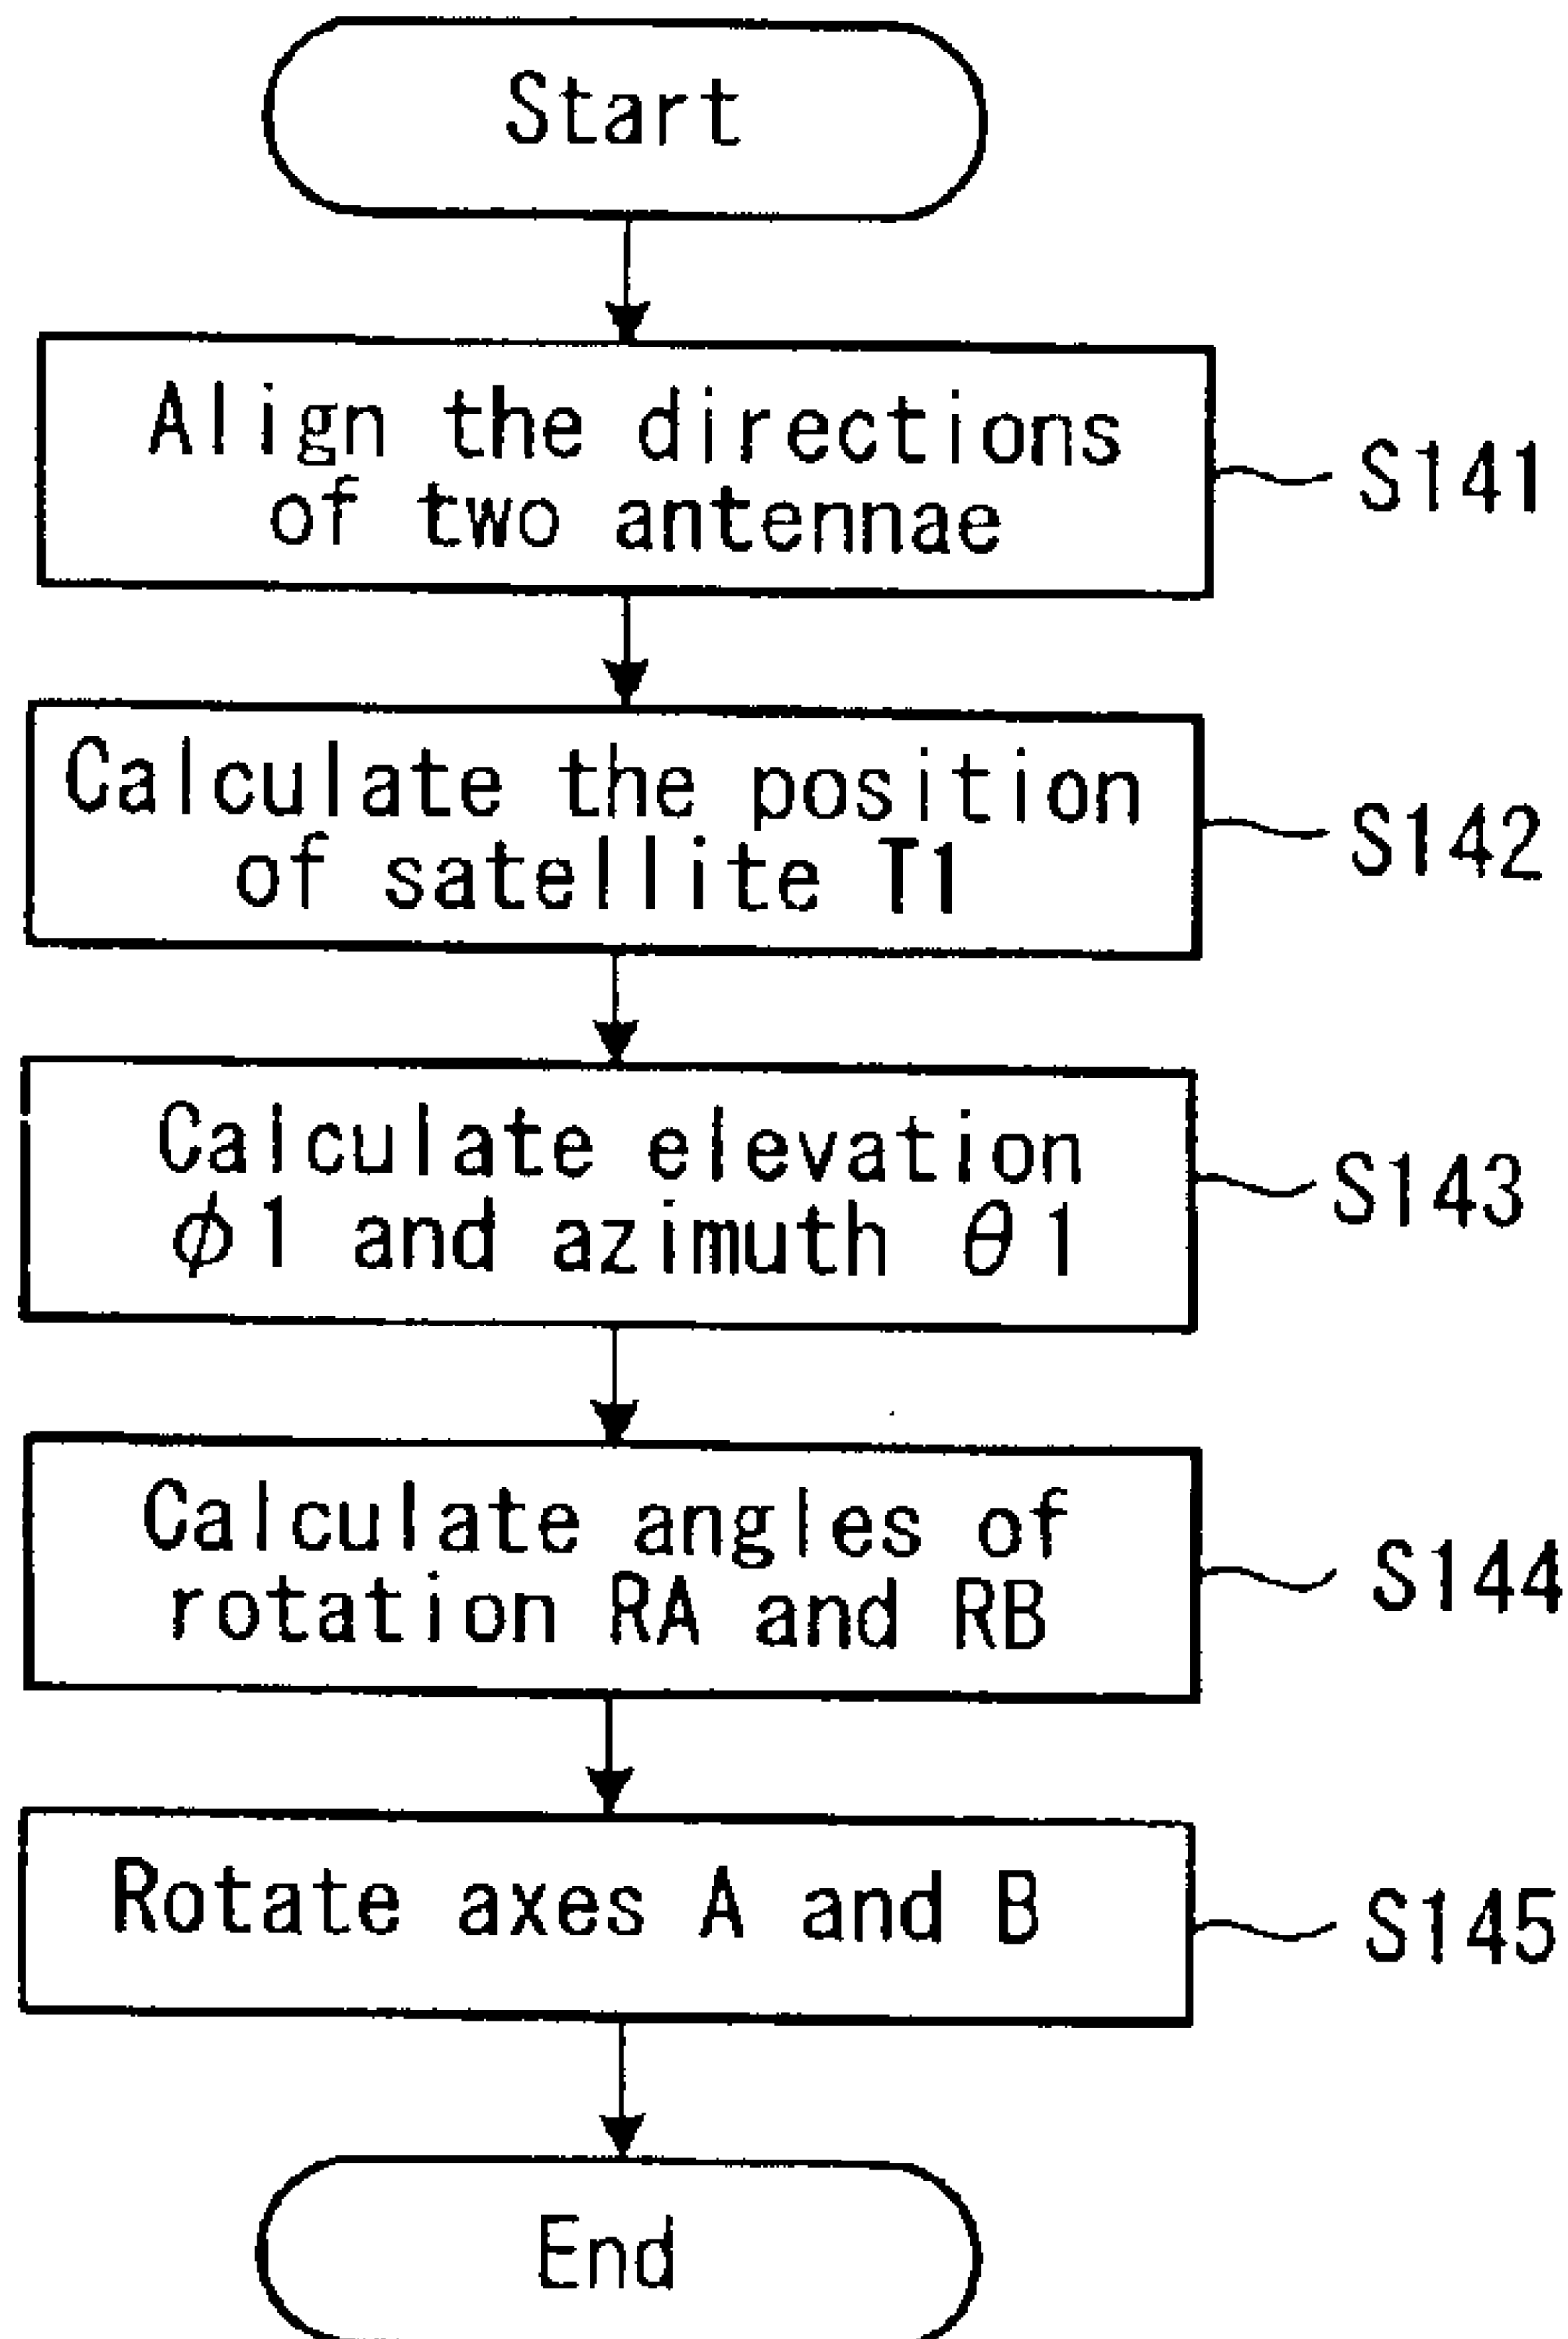 Start
Align the directions
of two antennae
S141
Calculate the position
of satellite T1
S142
Calculate elevation
φ1 and azimuth θ1
S143
Calculate angles of
rotation RA and RB
S144
Rotate axes A and B
S145
End